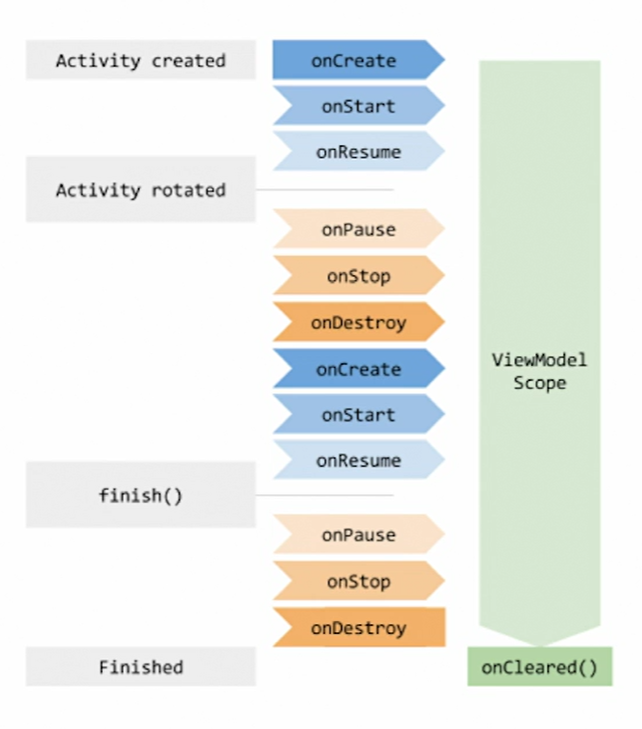 Activity created
onCreate
onStart
onResume
Activity rotated
onPause
onStop
onDestroy
onCreate
onStart
onResume
finish()
onPause
onStop
onDestroy
Finished
ViewModel
Scope
onCleared()